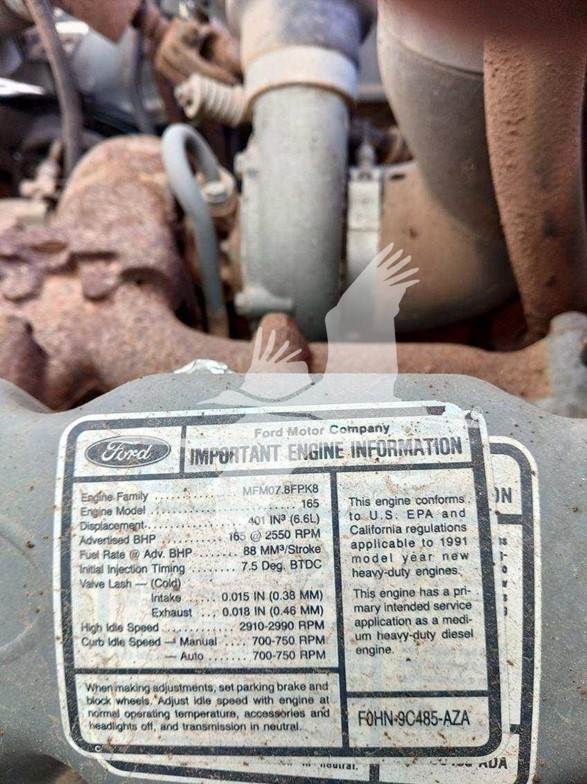 Ford
Ford Motor Company
IMPORTANT ENGINE INFORMATION
Engine Family .......... MFM07.8FPK8
Engine Model .......... 165
Displacement .......... 401 IN³ (6.6L)
Advertised BHP .......... 165 @ 2550 RPM
Fuel Rate @ Adv. BHP .......... 88 MM³/Stroke
Initial Injection Timing .......... 7.5 Deg. BTDC
Valve Lash — (Cold)
Intake ..... 0.015 IN (0.38 MM)
Exhaust ..... 0.018 IN (0.46 MM)
High Idle Speed .......... 2910-2990 RPM
Curb Idle Speed — Manual .... 700-750 RPM
— Auto ..... 700-750 RPM
When making adjustments, set parking brake and
block wheels. Adjust idle speed with engine at
normal operating temperature, accessories and
headlights off, and transmission in neutral.
This engine conforms
to U.S. EPA and
California regulations
applicable to 1991
model year new
heavy-duty engines.
This engine has a pri-
mary intended service
application as a medi-
um heavy-duty diesel
engine.
F0HN-9C485-AZA
ON
in neutral.
ADA